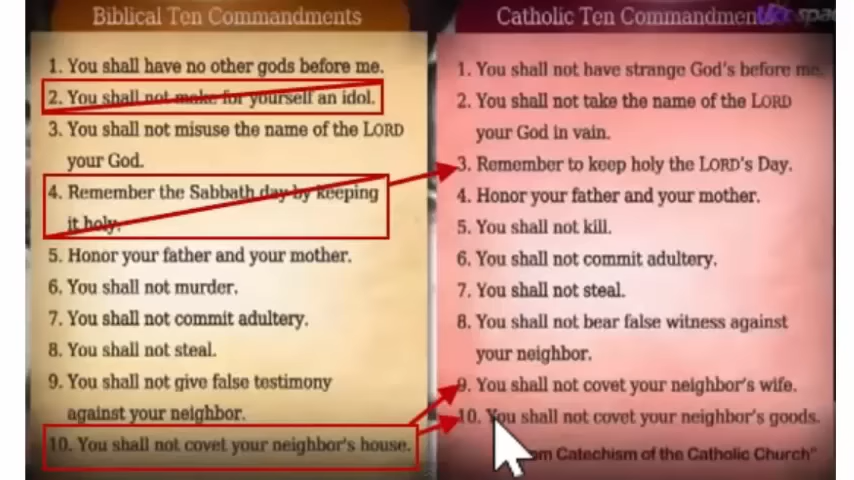 Biblical Ten Commandments
1. You shall have no other gods before me.
2. You shall not make for yourself an idol.
3. You shall not misuse the name of the LORD
your God.
4. Remember the Sabbath day by keeping
it holy.
5. Honor your father and your mother.
6. You shall not murder.
7. You shall not commit adultery.
8. You shall not steal.
9. You shall not give false testimony
against your neighbor.
10. You shall not covet your neighbor's house.
Catholic Ten Commandments
1. You shall not have strange God's before me.
2. You shall not take the name of the LORD
your God in vain.
3. Remember to keep holy the LORD'S Day.
4. Honor your father and your mother.
5. You shall not kill.
6. You shall not commit adultery.
7. You shall not steal.
8. You shall not bear false witness against
your neighbor.
9. You shall not covet your neighbor's wife.
10. You shall not covet your neighbor's goods.
Catechism of the Catholic Church"